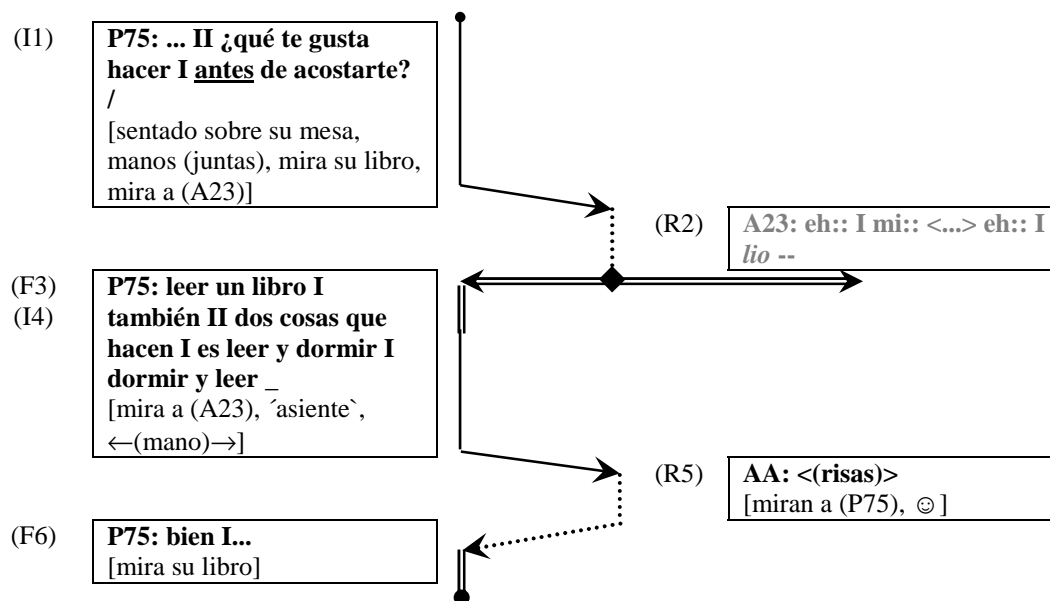 (I1)
P75: ... II ¿qué te gusta
hacer I antes de acostarte?
/
[sentado sobre su mesa,
manos (juntas), mira su libro,
mira a (A23)]
(R2)
A23: eh:: I mi:: <...> eh:: I
lio --
(F3)
(I4)
P75: leer un libro I
también II dos cosas que
hacen I es leer y dormir I
dormir y leer _
[mira a (A23), ´asiente`,
←(mano)→]
(R5)
AA: <(risas)>
[miran a (P75), ☺]
(F6)
P75: bien I...
[mira su libro]